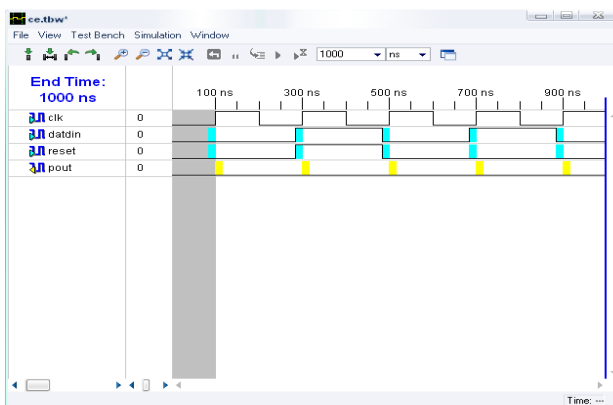 ce.tbw*
File View Test Bench Simulation Window
1000 ns
End Time:
1000 ns
100 ns 300 ns 500 ns 700 ns 900 ns
clk 0
datdin 0
reset 0
pout 0
Time: ---